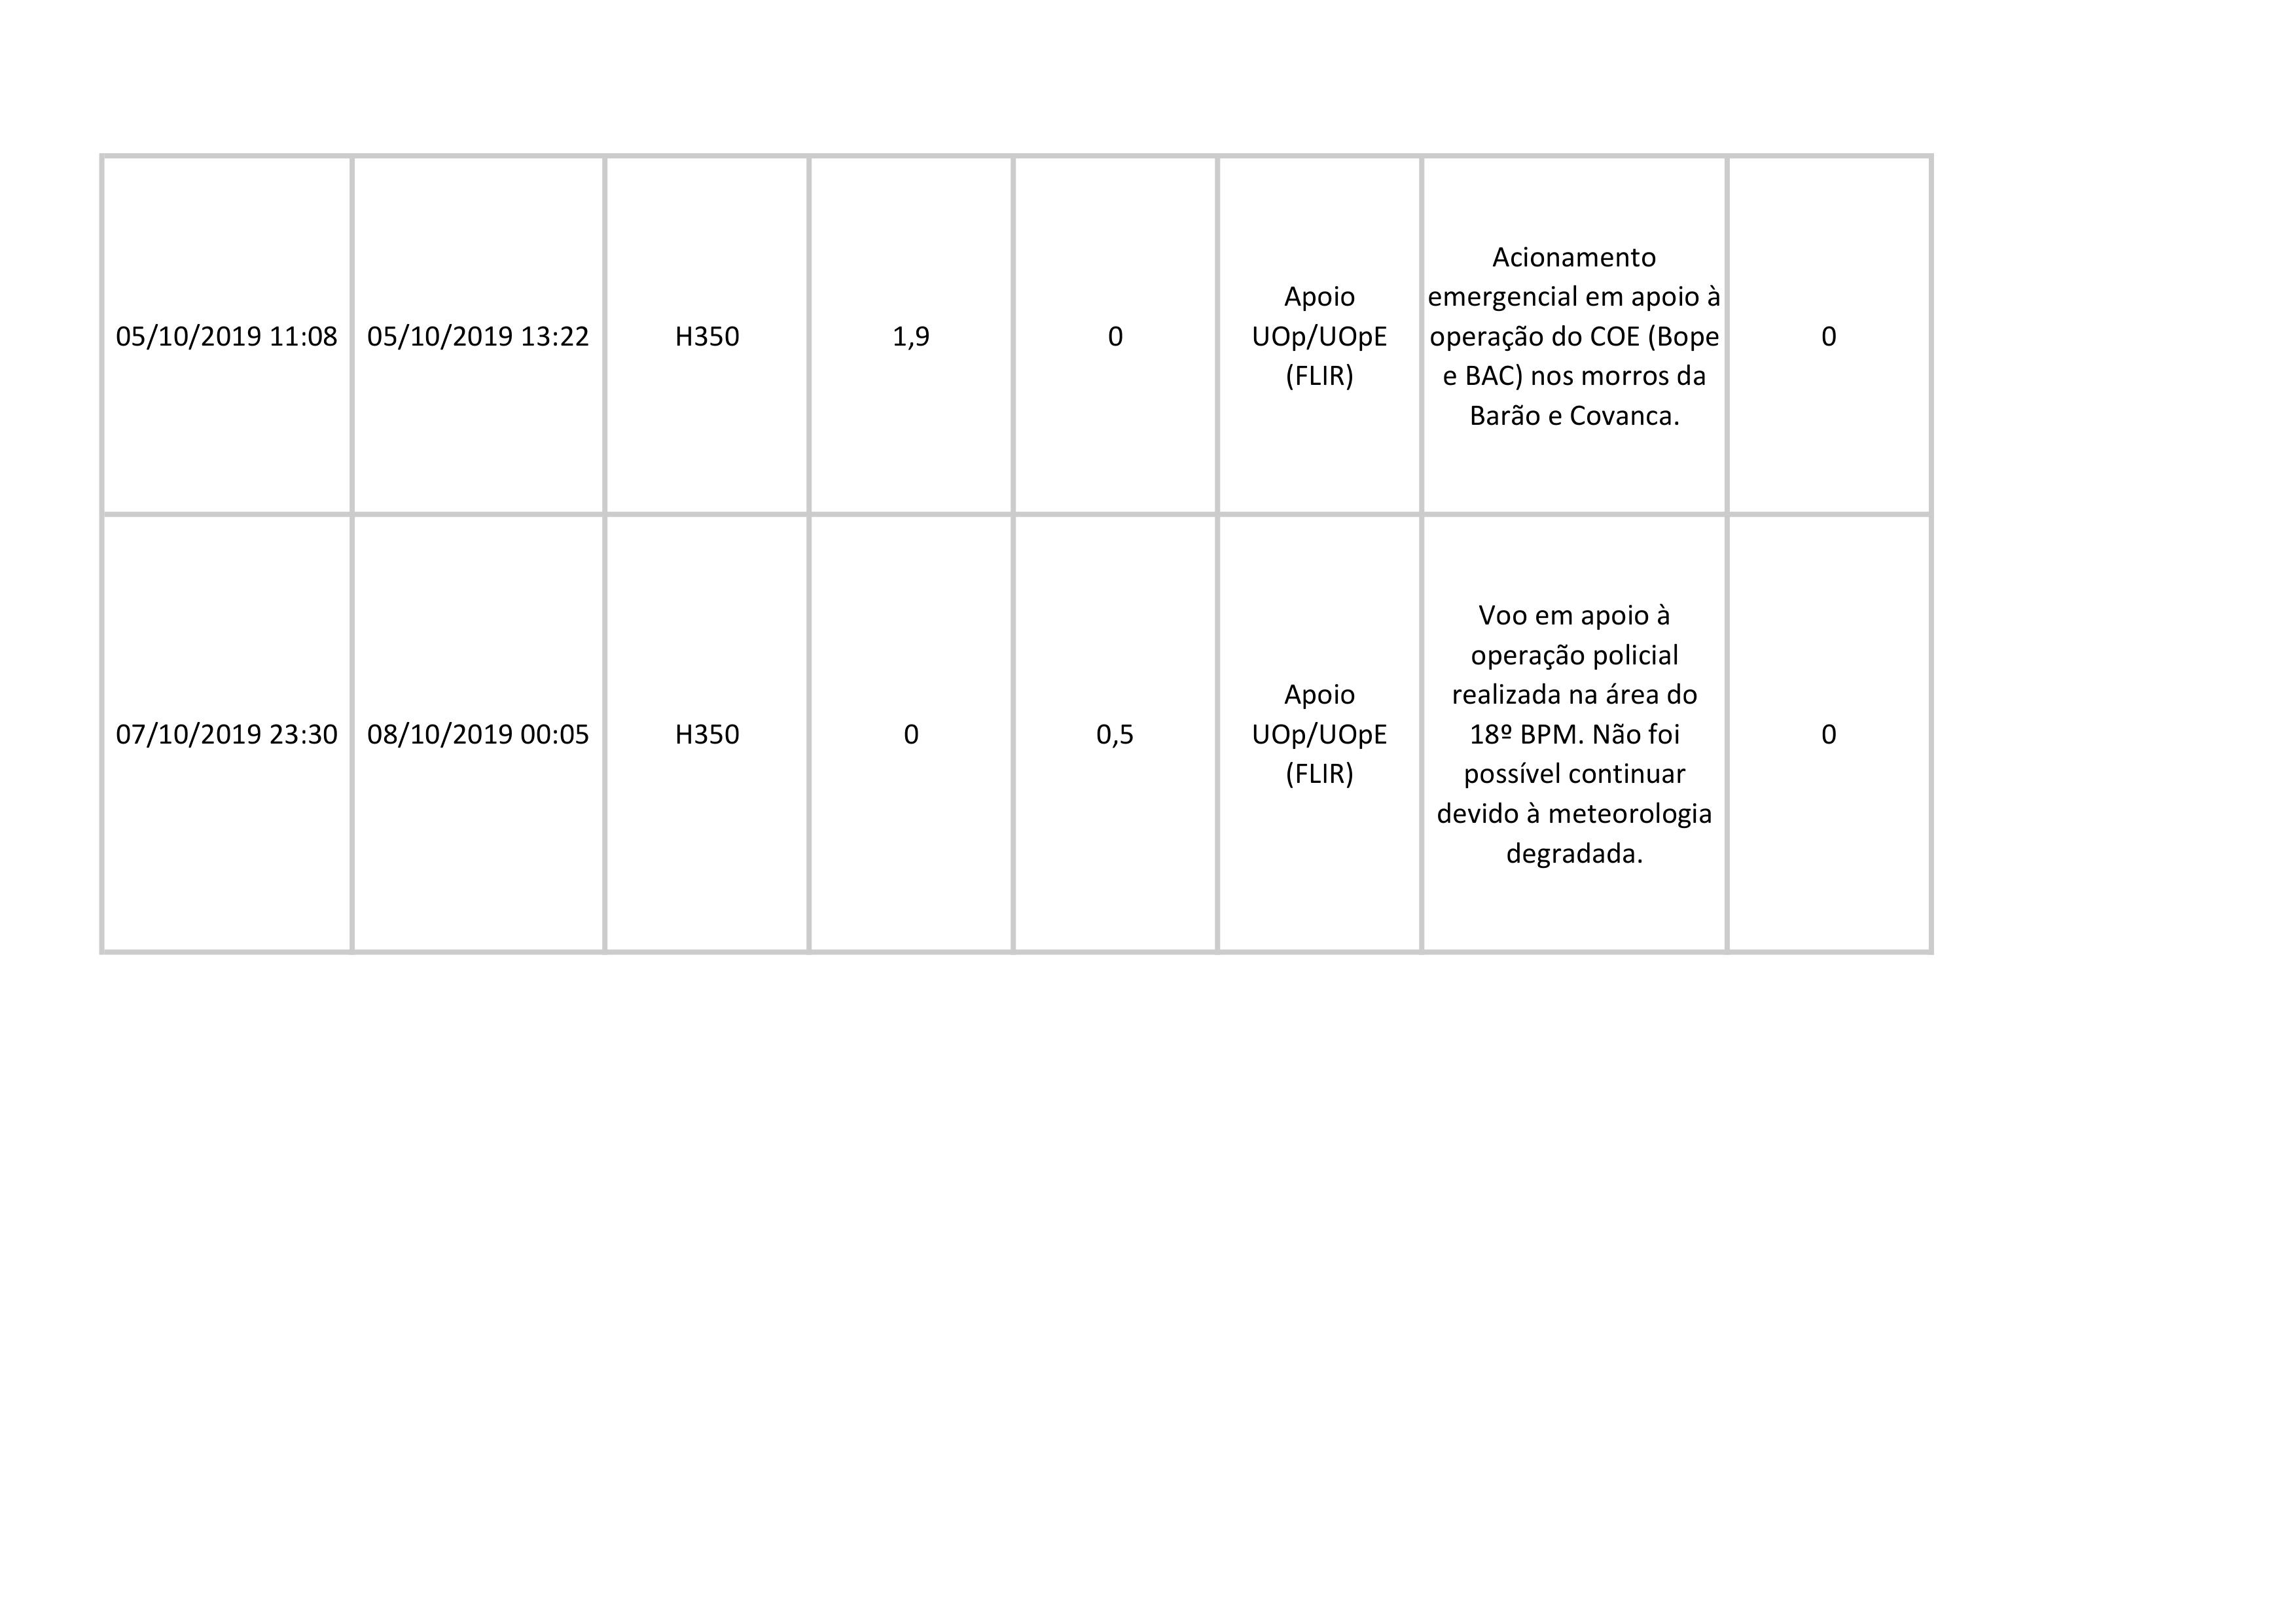 05/10/2019 11:08
05/10/2019 13:22
H350
1,9
0
Apoio
UOp/UOpE
(FLIR)
Acionamento
emergencial em apoio à
operação do COE (Bope
e BAC) nos morros da
Barão e Covanca.
0
07/10/2019 23:30
08/10/2019 00:05
H350
0
0,5
Apoio
UOp/UOpE
(FLIR)
Voo em apoio à
operação policial
realizada na área do
18º BPM. Não foi
possível continuar
devido à meteorologia
degradada.
0